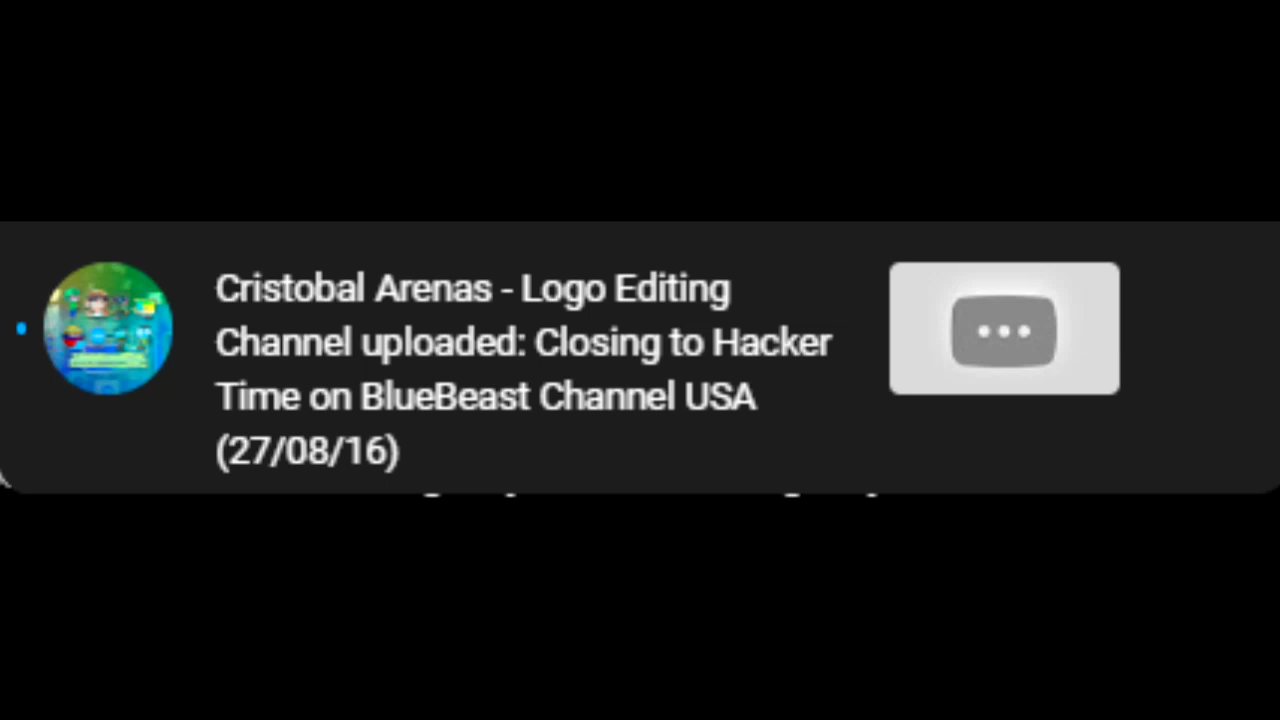 Cristobal Arenas - Logo Editing
Channel uploaded: Closing to Hacker
Time on BlueBeast Channel USA
(27/08/16)